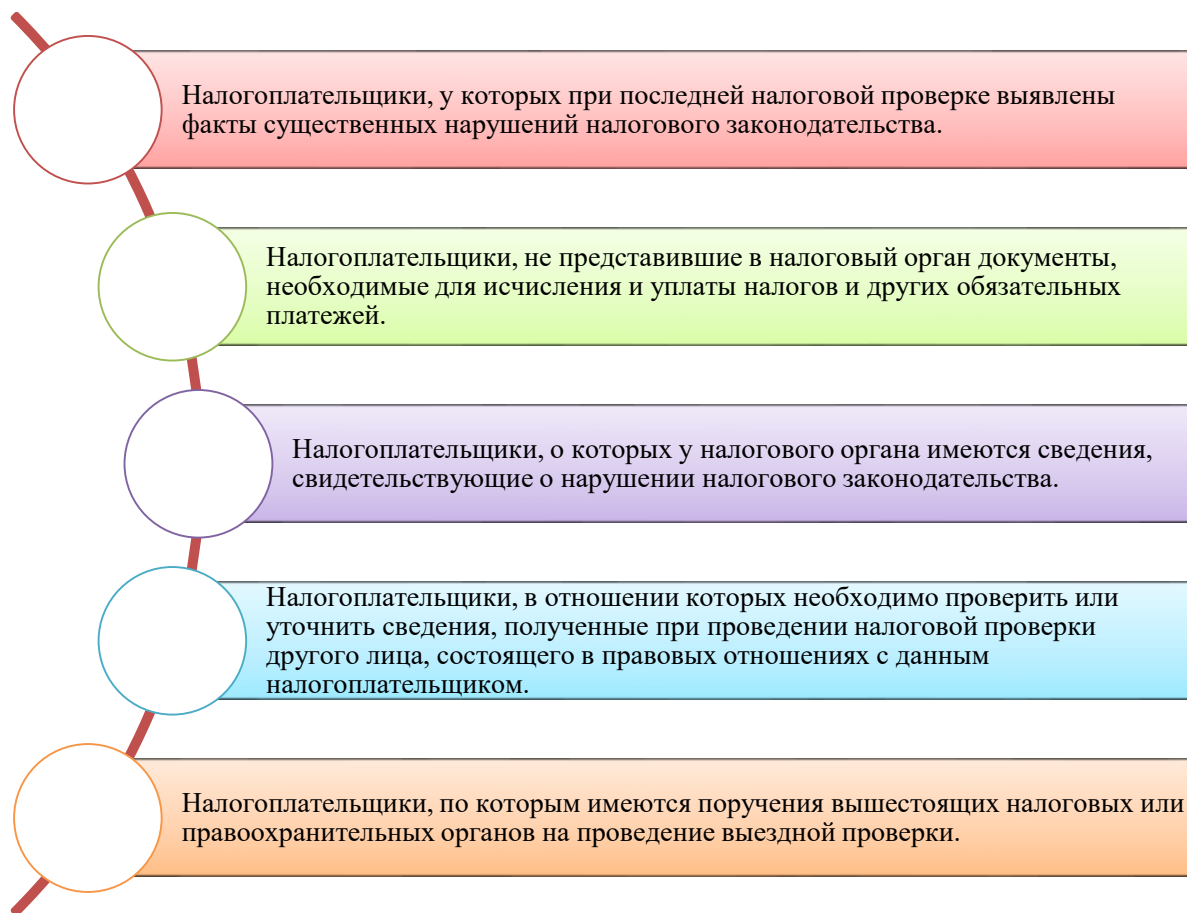 Налогоплательщики, у которых при последней налоговой проверке выявлены
факты существенных нарушений налогового законодательства.
Налогоплательщики, не представившие в налоговый орган документы,
необходимые для исчисления и уплаты налогов и других обязательных
платежей.
Налогоплательщики, о которых у налогового органа имеются сведения,
свидетельствующие о нарушении налогового законодательства.
Налогоплательщики, в отношении которых необходимо проверить или
уточнить сведения, полученные при проведении налоговой проверки
другого лица, состоящего в правовых отношениях с данным
налогоплательщиком.
Налогоплательщики, по которым имеются поручения вышестоящих налоговых или
правоохранительных органов на проведение выездной проверки.